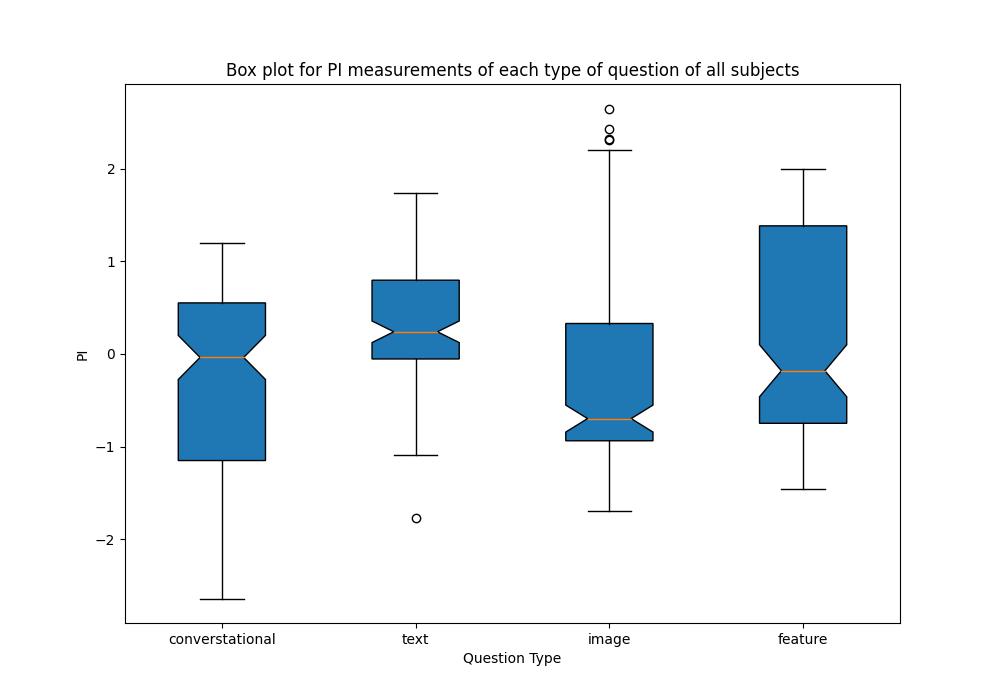 Box plot for PI measurements of each type of question of all subjects
PI
2
1
0
−1
−2
converstational text image feature
Question Type